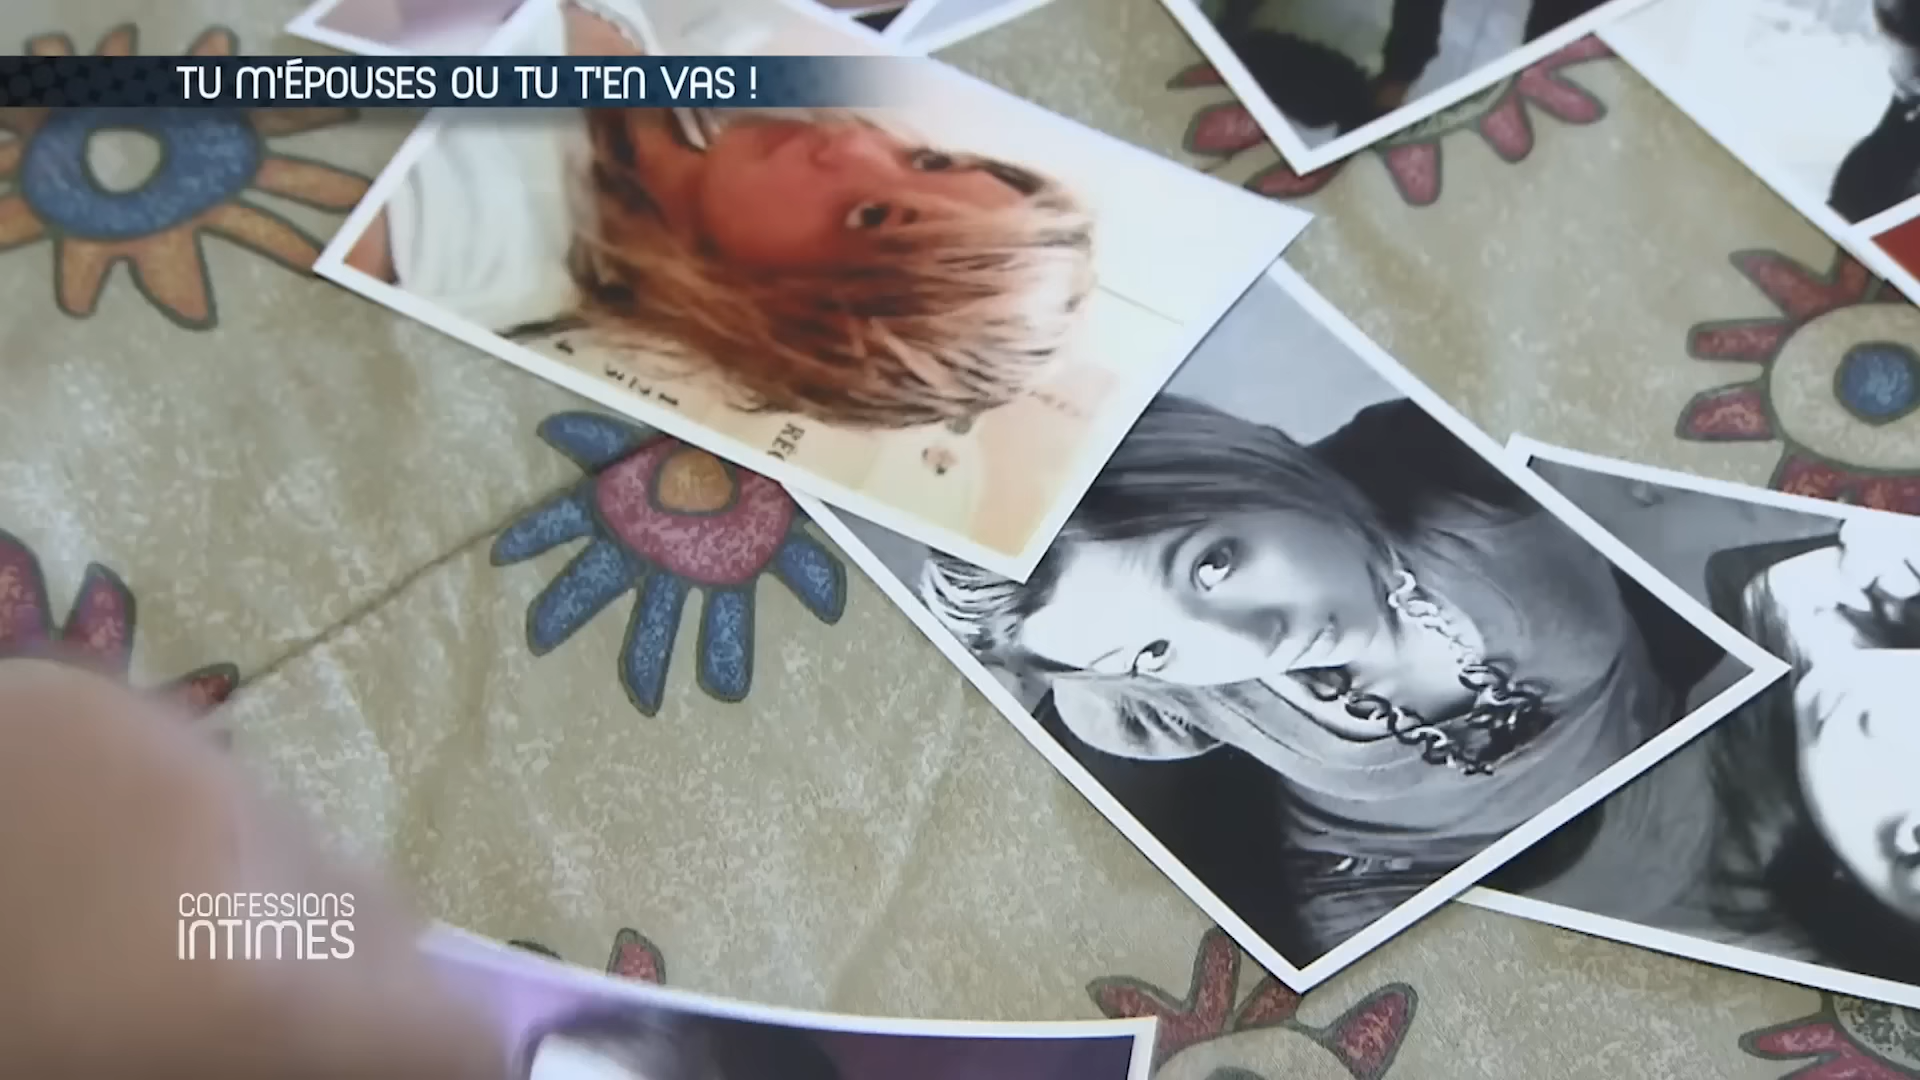 TU M'ÉPOUSES OU TU T'EN VAS !
CONFESSIONS
INTIMES